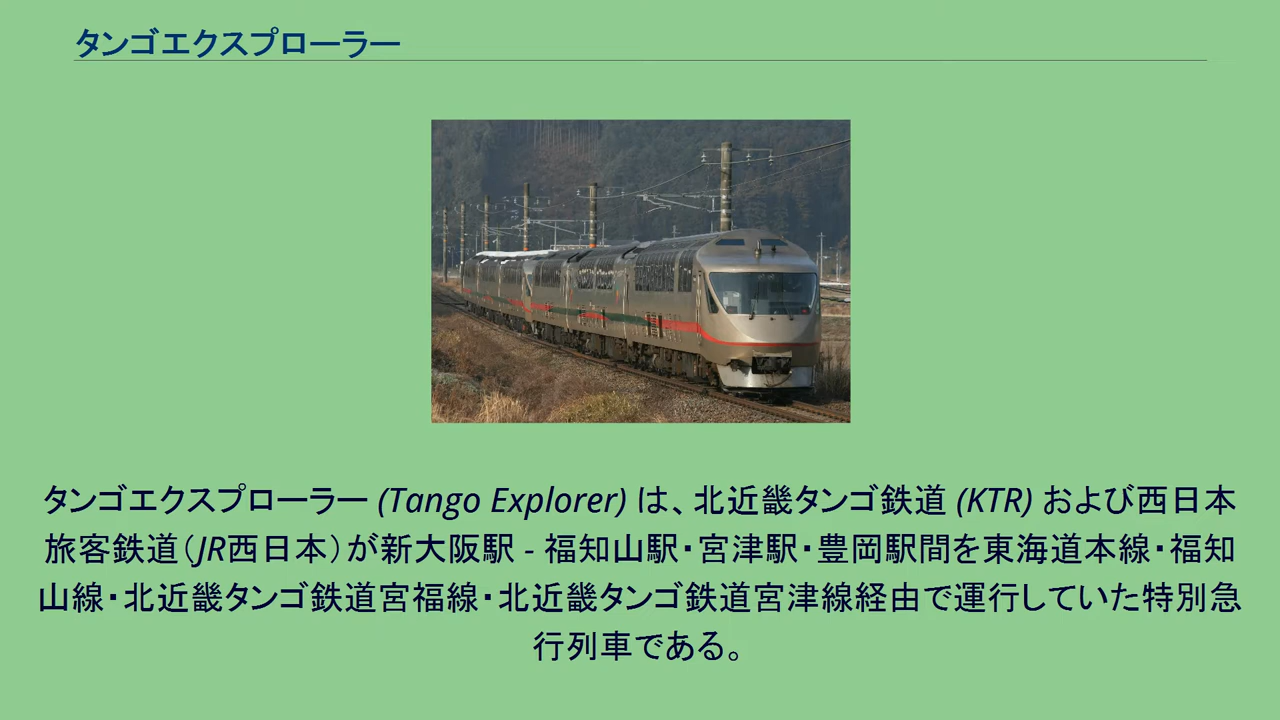 タンゴエクスプローラー
タンゴエクスプローラー (Tango Explorer) は、北近畿タンゴ鉄道 (KTR) および西日本
旅客鉄道（JR西日本）が新大阪駅 - 福知山駅・宮津駅・豊岡駅間を東海道本線・福知
山線・北近畿タンゴ鉄道宮福線・北近畿タンゴ鉄道宮津線経由で運行していた特別急
行列車である。